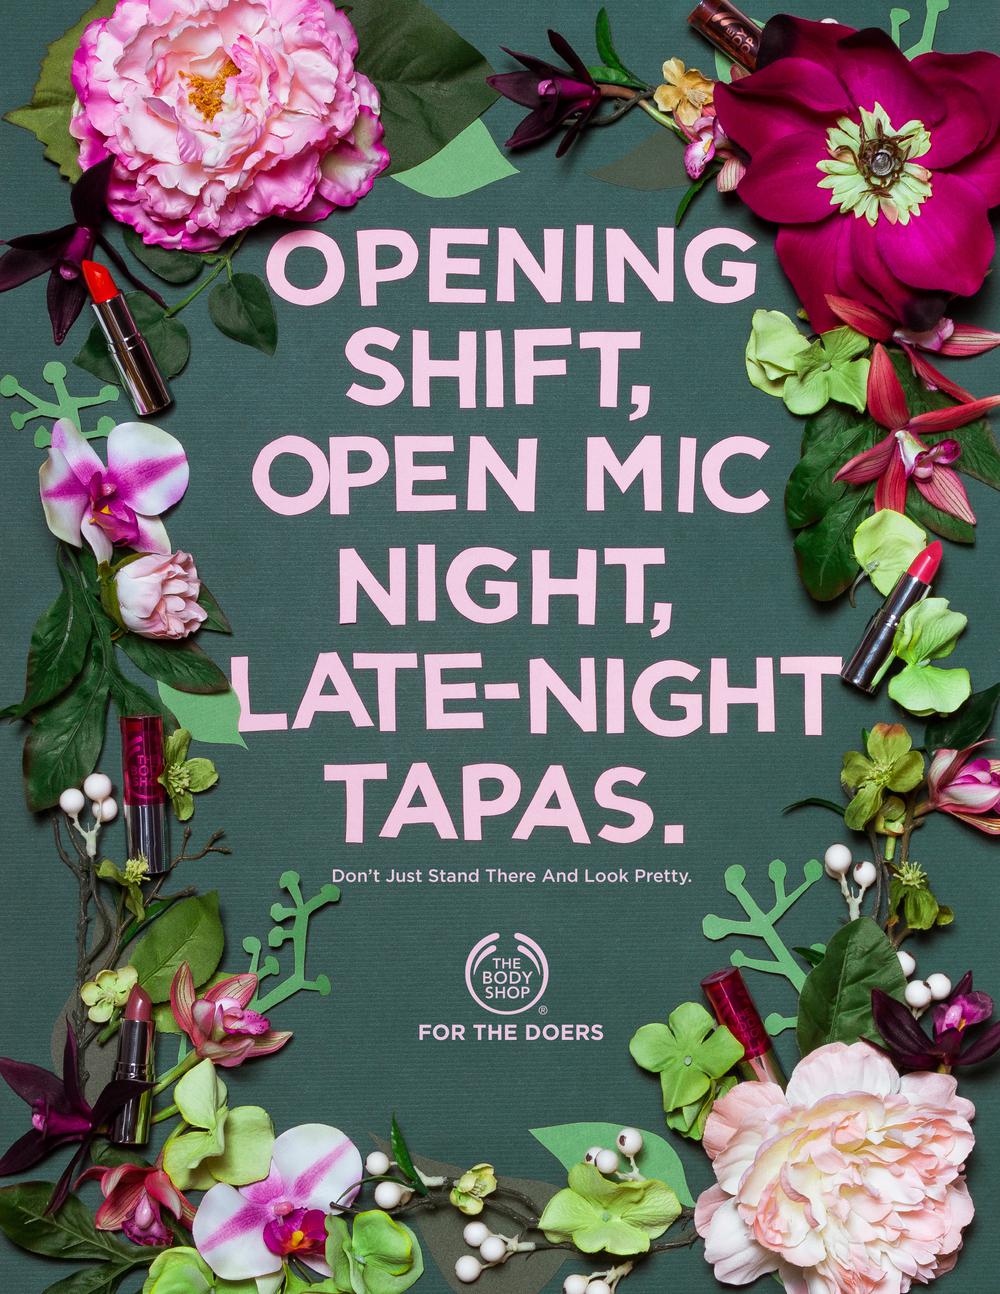 OPENING
SHIFT,
OPEN MIC
NIGHT,
LATE-NIGHT
TAPAS.
Don't Just Stand There And Look Pretty.
THE
BODY
SHOP
®
FOR THE DOERS